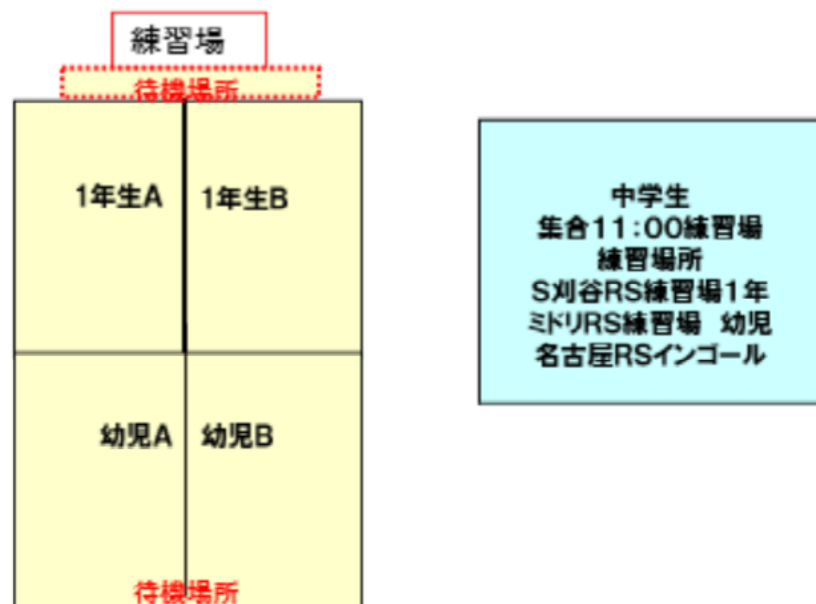 練習場
待機場所
1年生A 1年生B
幼児A 幼児B
待機場所
中学生
集合11:00練習場
練習場所
S刈谷RS練習場1年
ミドリRS練習場 幼児
名古屋RSインゴール